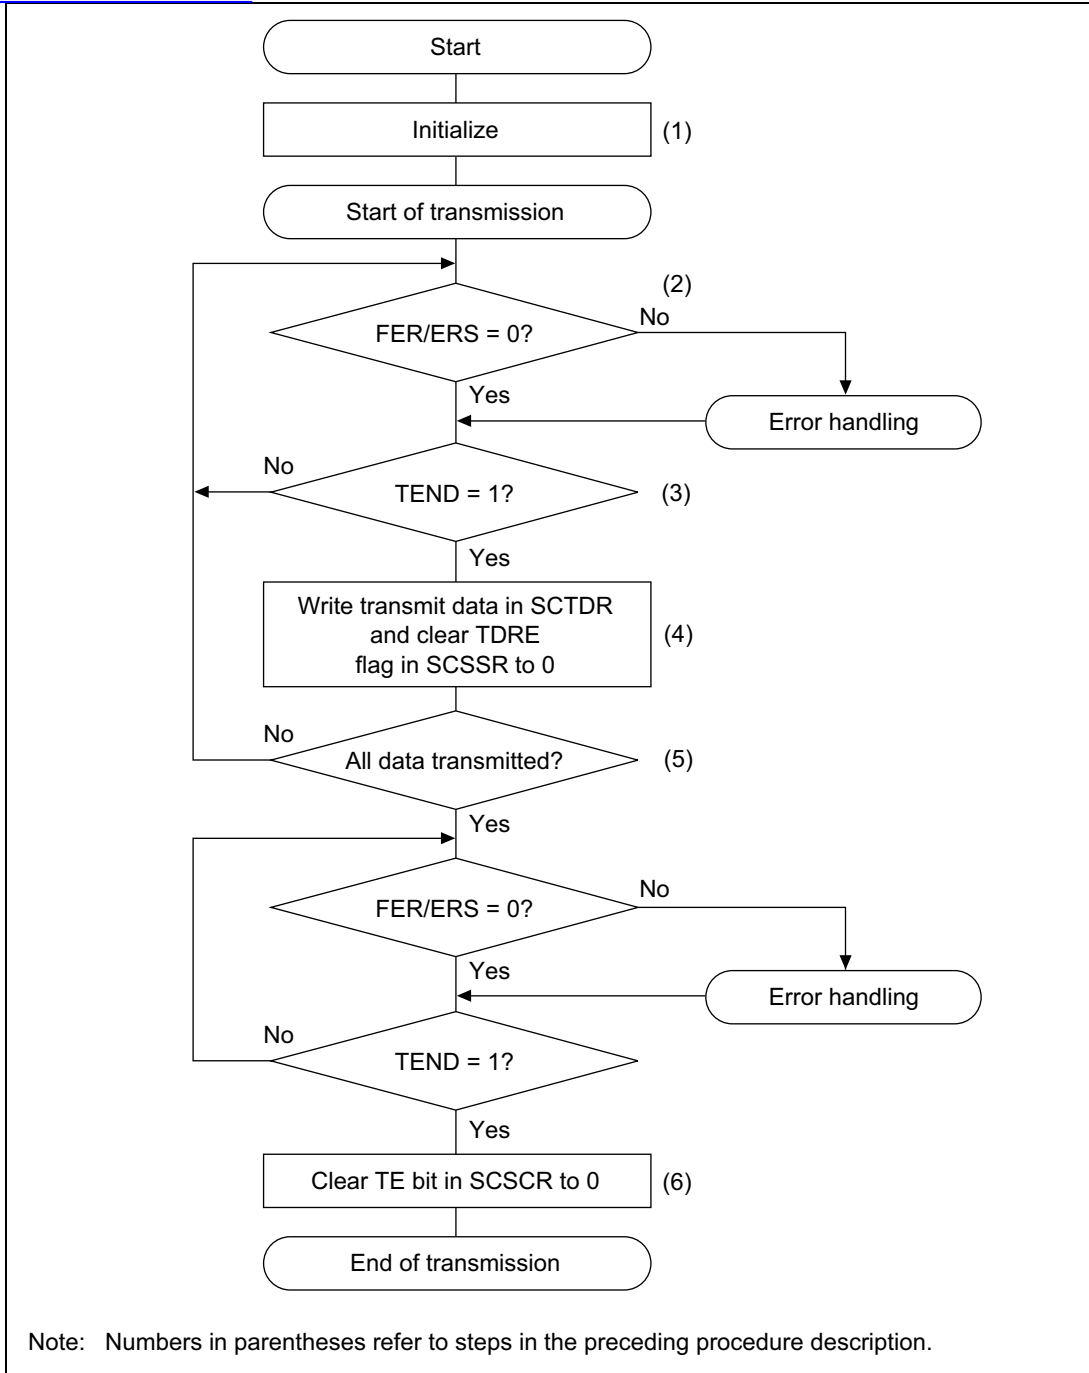 Start
Initialize
(1)
Start of transmission
(2)
FER/ERS = 0?
No
Yes
Error handling
No
TEND = 1?
(3)
Yes
Write transmit data in SCTDR
and clear TDRE
flag in SCSSR to 0
(4)
No
All data transmitted?
(5)
Yes
FER/ERS = 0?
No
Yes
Error handling
No
TEND = 1?
Yes
Clear TE bit in SCSCR to 0
(6)
End of transmission
Note: Numbers in parentheses refer to steps in the preceding procedure description.